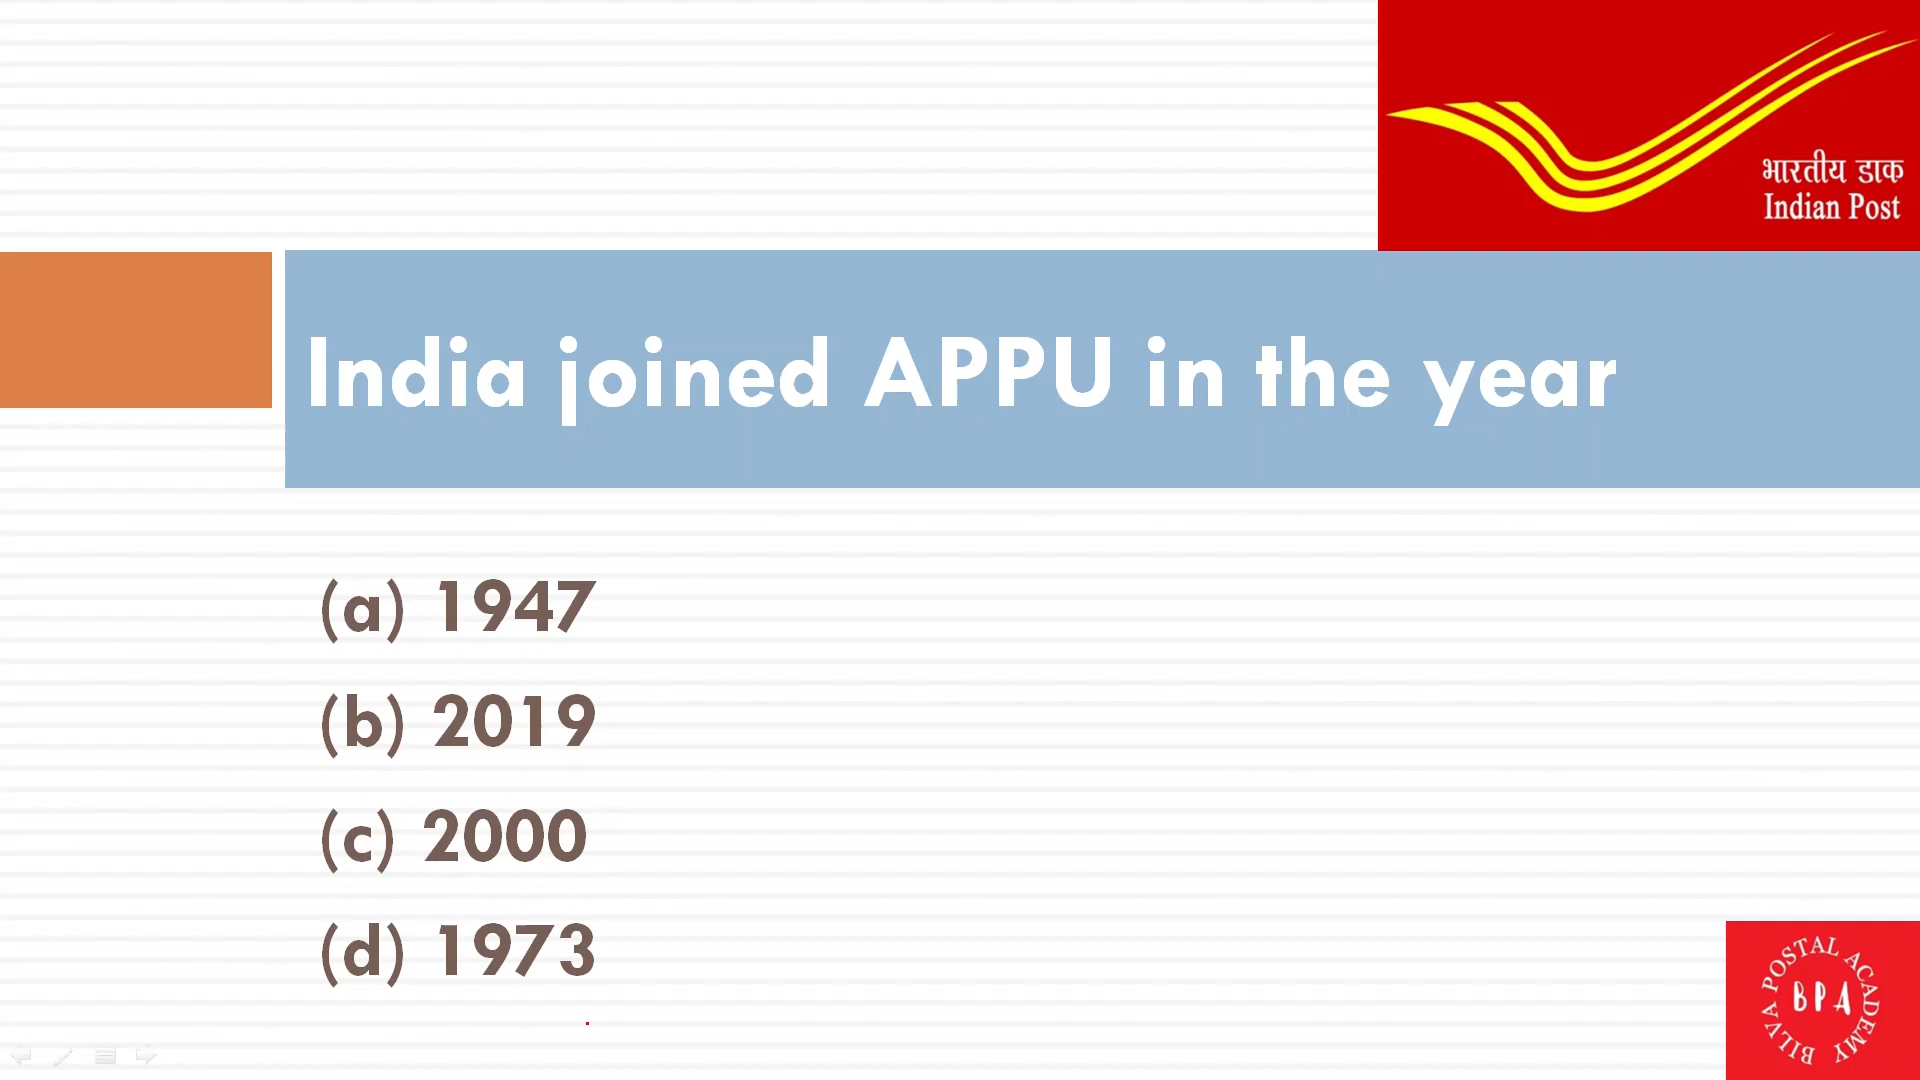 भारतीय डाक
Indian Post
India joined APPU in the year
(a) 1947
(b) 2019
(c) 2000
(d) 1973
BILVA POSTAL ACADEMY
BPA